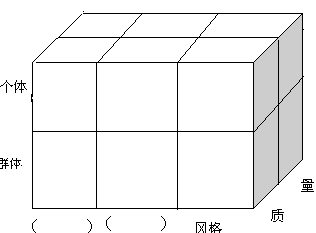 个体
群体
量
质
（      ）（      ）风格